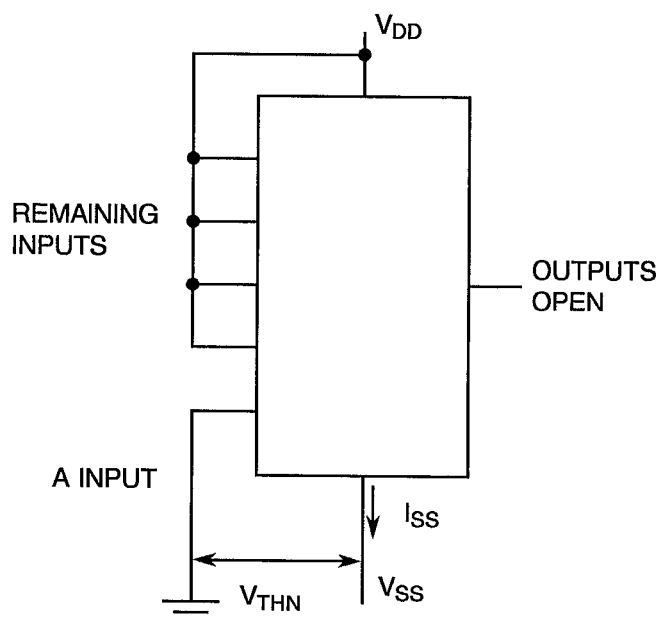 VDD
REMAINING
INPUTS
OUTPUTS
OPEN
A INPUT
ISS
VTHN
VSS